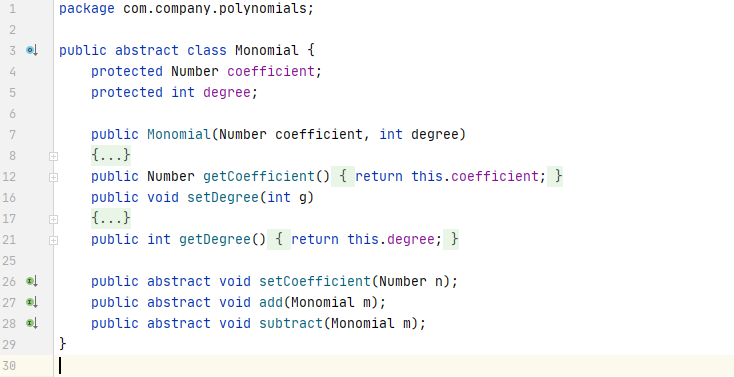 1 package com.company.polynomials;
2
3 public abstract class Monomial {
4 protected Number coefficient;
5 protected int degree;
6
7 public Monomial(Number coefficient, int degree)
8 {...}
12 public Number getCoefficient() { return this.coefficient; }
16 public void setDegree(int g)
17 {...}
21 public int getDegree() { return this.degree; }
25
26 public abstract void setCoefficient(Number n);
27 public abstract void add(Monomial m);
28 public abstract void subtract(Monomial m);
29 }
30